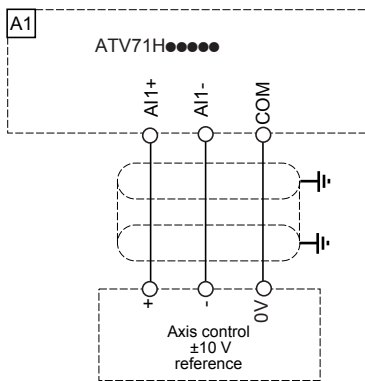 A1
ATV71H●●●●●
AI1+
AI1-
COM
+
-
0V
Axis control
±10 V
reference